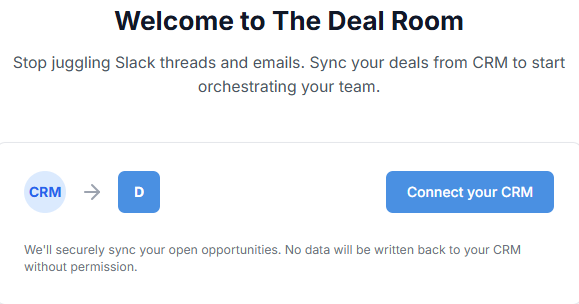 Welcome to The Deal Room
Stop juggling Slack threads and emails. Sync your deals from CRM to start
orchestrating your team.
CRM
D
Connect your CRM
We'll securely sync your open opportunities. No data will be written back to your CRM
without permission.